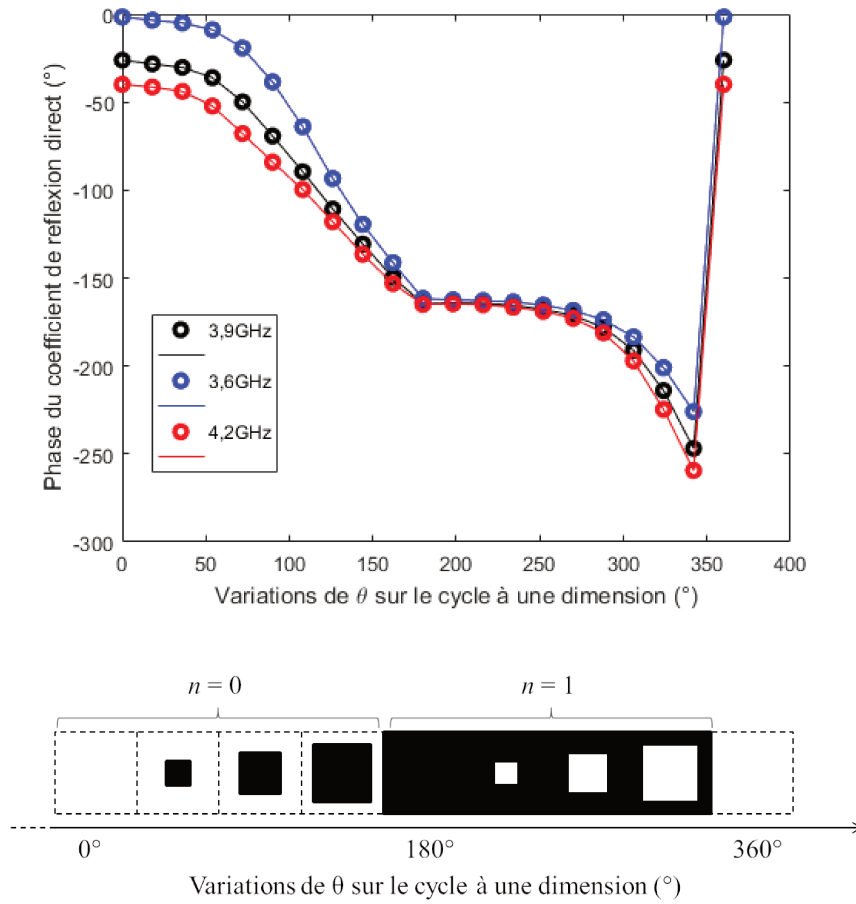 0
-50
-100
-150
-200
-250
-300
Phase du coefficient de reflexion direct (°)
3,9GHz
3,6GHz
4,2GHz
0 50 100 150 200 250 300 350 400
Variations de θ sur le cycle à une dimension (°)
n = 0 n = 1
0° 180° 360°
Variations de θ sur le cycle à une dimension (°)